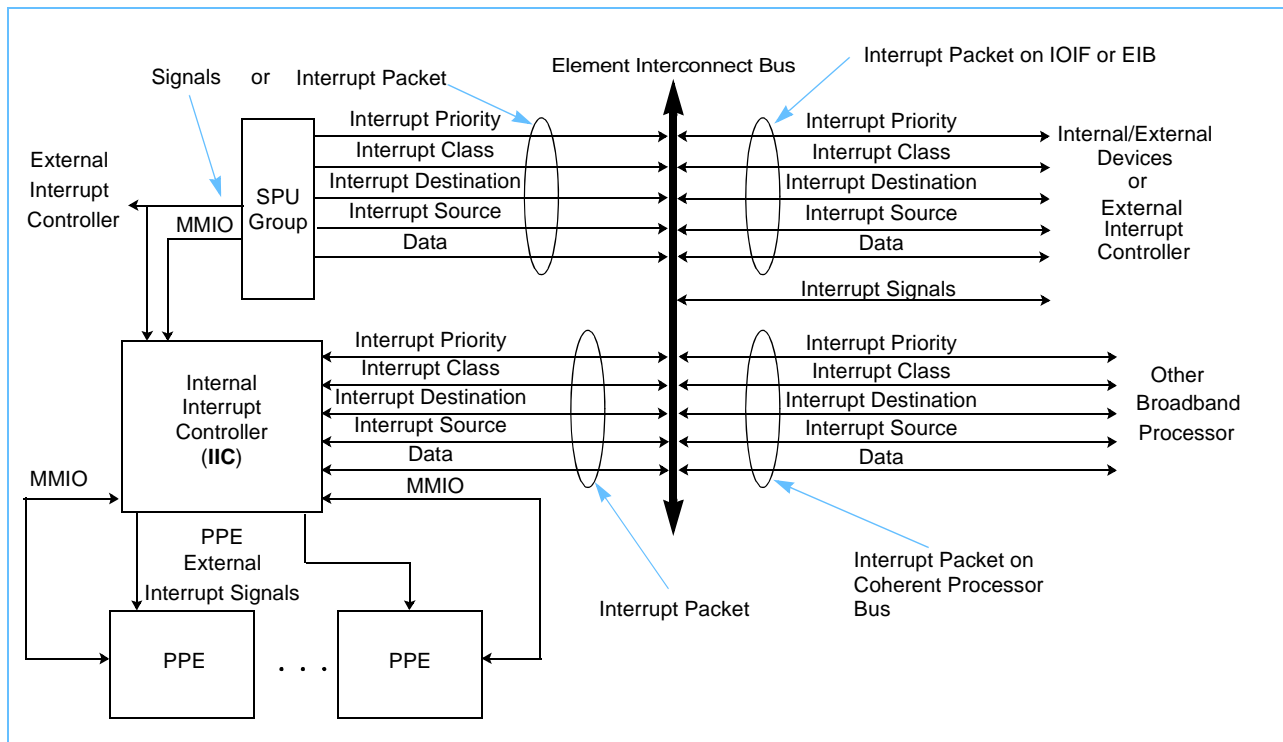 Element Interconnect Bus
Interrupt Packet on IOIF or EIB
Signals or Interrupt Packet
External
Interrupt
Controller
MMIO
SPU
Group
Interrupt Priority
Interrupt Class
Interrupt Destination
Interrupt Source
Data
Interrupt Priority
Interrupt Class
Interrupt Destination
Interrupt Source
Data
Interrupt Signals
Internal/External
Devices
or
External
Interrupt
Controller
Internal
Interrupt
Controller
(IIC)
Interrupt Priority
Interrupt Class
Interrupt Destination
Interrupt Source
Data
MMIO
Interrupt Priority
Interrupt Class
Interrupt Destination
Interrupt Source
Data
Other
Broadband
Processor
MMIO
PPE
External
Interrupt Signals
Interrupt Packet
Interrupt Packet on
Coherent Processor
Bus
PPE
. . .
PPE